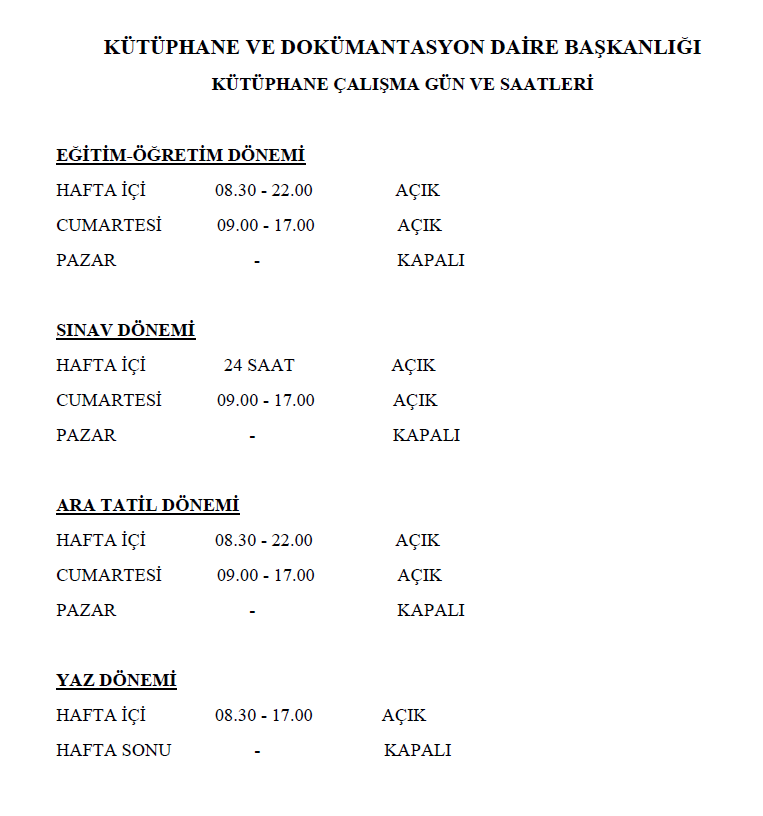 KÜTÜPHANE VE DOKÜMANTASYON DAİRE BAŞKANLIĞI
KÜTÜPHANE ÇALIŞMA GÜN VE SAATLERİ
EĞİTİM-ÖĞRETİM DÖNEMİ
HAFTA İÇİ 08.30 - 22.00 AÇIK
CUMARTESİ 09.00 - 17.00 AÇIK
PAZAR - KAPALI
SINAV DÖNEMİ
HAFTA İÇİ 24 SAAT AÇIK
CUMARTESİ 09.00 - 17.00 AÇIK
PAZAR - KAPALI
ARA TATİL DÖNEMİ
HAFTA İÇİ 08.30 - 22.00 AÇIK
CUMARTESİ 09.00 - 17.00 AÇIK
PAZAR - KAPALI
YAZ DÖNEMİ
HAFTA İÇİ 08.30 - 17.00 AÇIK
HAFTA SONU - KAPALI